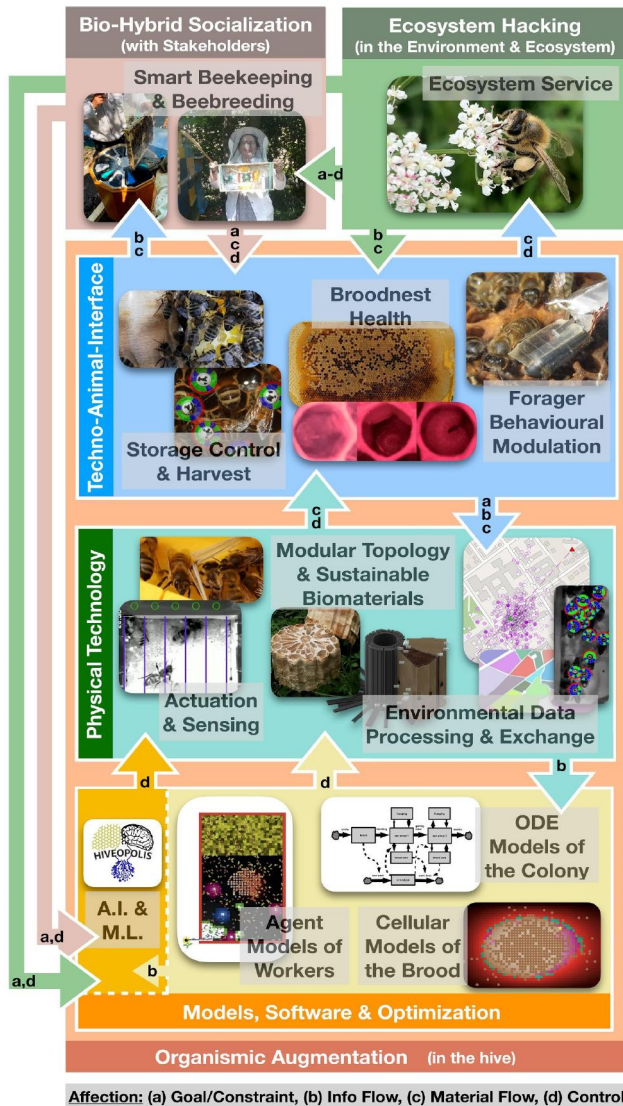 Bio-Hybrid Socialization
(with Stakeholders)
Ecosystem Hacking
(in the Environment & Ecosystem)
Smart Beekeeping
& Beebreeding
Ecosystem Service
a-d
b
c
a
c
d
b
c
c
d
Techno-Animal-Interface
Broodnest
Health
Storage Control
& Harvest
Forager
Behavioural
Modulation
c
d
a
b
c
Physical Technology
Modular Topology
& Sustainable
Biomaterials
Actuation
& Sensing
Environmental Data
Processing & Exchange
d
d
b
HIVEOPOLIS
A.I. &
M.L.
ODE
Models of
the Colony
Agent
Models of
Workers
Cellular
Models of
the Brood
a,d
a,d
b
Models, Software & Optimization
Organismic Augmentation (in the hive)
Affection: (a) Goal/Constraint, (b) Info Flow, (c) Material Flow, (d) Control